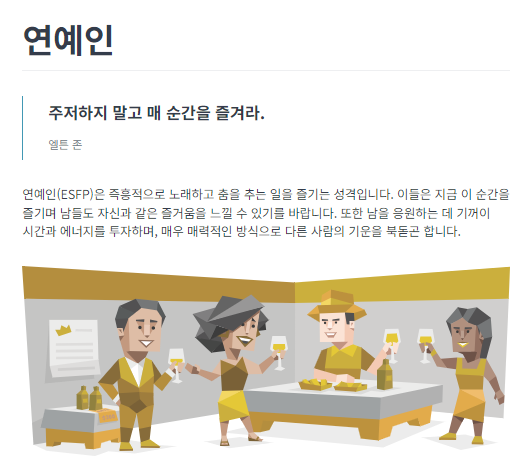 연예인
주저하지 말고 매 순간을 즐겨라.
엘튼 존
연예인(ESFP)은 즉흥적으로 노래하고 춤을 추는 일을 즐기는 성격입니다. 이들은 지금 이 순간을
즐기며 남들도 자신과 같은 즐거움을 느낄 수 있기를 바랍니다. 또한 남을 응원하는 데 기꺼이
시간과 에너지를 투자하며, 매우 매력적인 방식으로 다른 사람의 기운을 북돋곤 합니다.